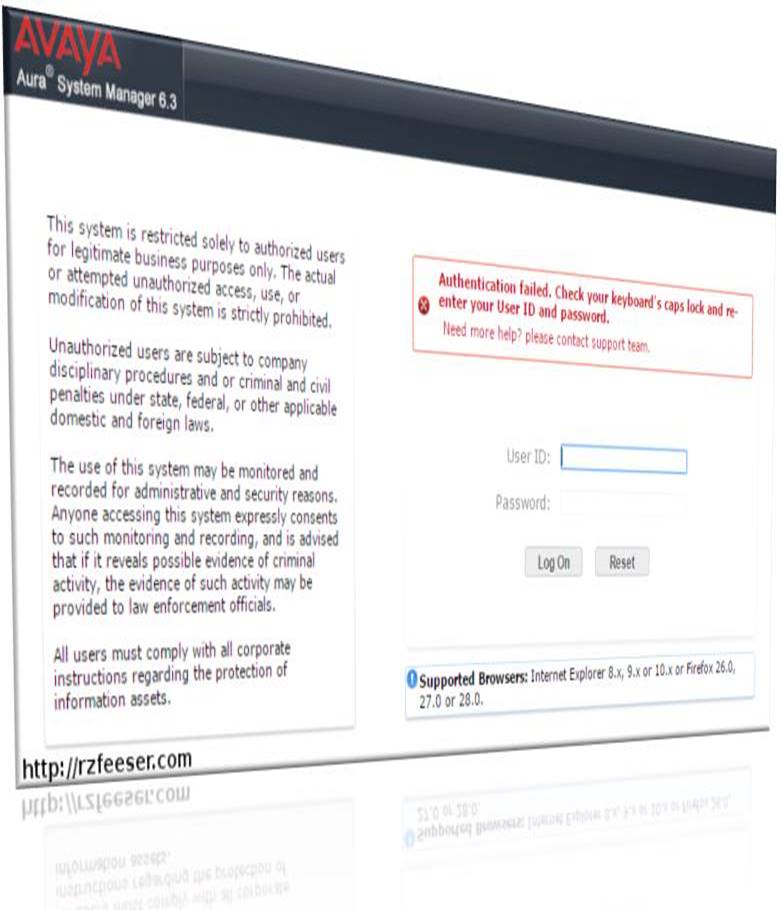 AVAYA
Aura® System Manager 6.3
This system is restricted solely to authorized users
for legitimate business purposes only. The actual
or attempted unauthorized access, use, or
modification of this system is strictly prohibited.
Unauthorized users are subject to company
disciplinary procedures and or criminal and civil
penalties under state, federal, or other applicable
domestic and foreign laws.
The use of this system may be monitored and
recorded for administrative and security reasons.
Anyone accessing this system expressly consents
to such monitoring and recording, and is advised
that if it reveals possible evidence of criminal
activity, the evidence of such activity may be
provided to law enforcement officials.
All users must comply with all corporate
instructions regarding the protection of
information assets.
Authentication failed. Check your keyboard's caps lock and re-
enter your User ID and password.
Need more help? please contact support team.
User ID:
Password:
Log On
Reset
Supported Browsers: Internet Explorer 8.x, 9.x or 10.x or Firefox 26.0,
27.0 or 28.0.
http://rzfeeser.com